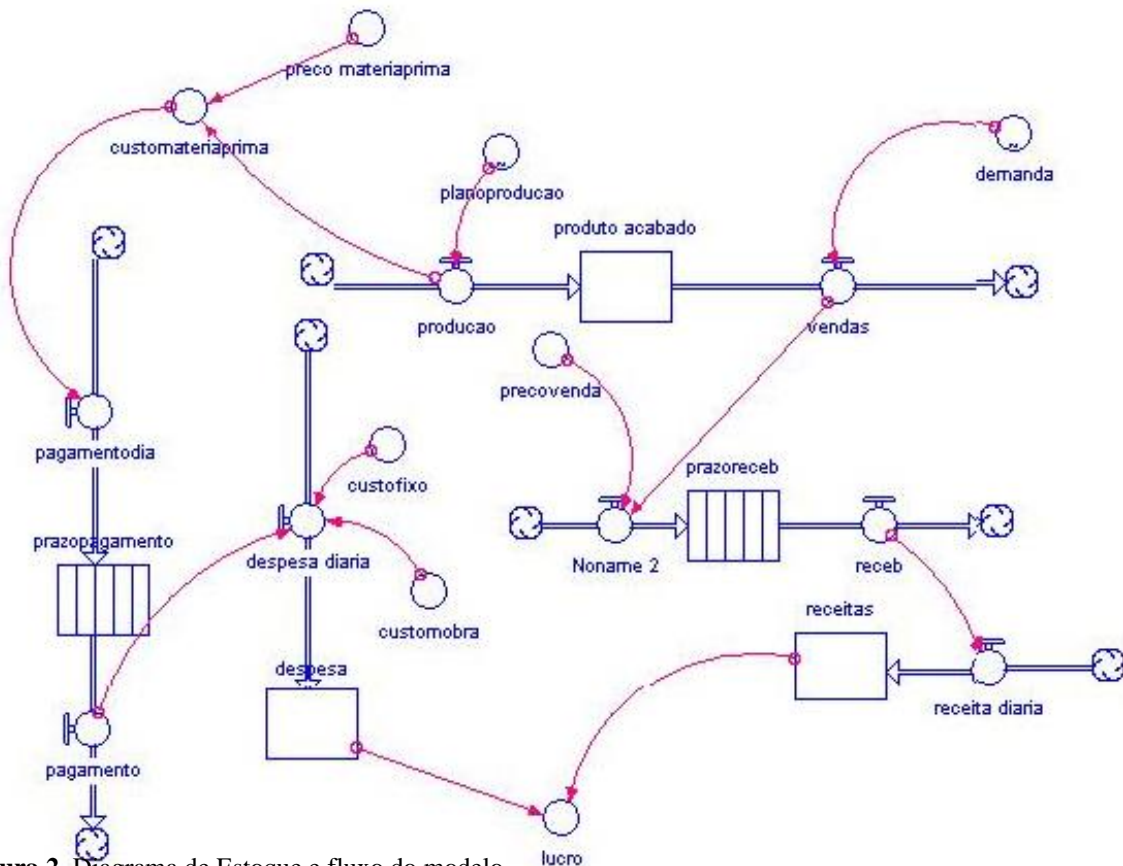 preco materiaprima
customateriaprima
planoproducao
demanda
produto acabado
producao
vendas
precovenda
pagamentodia
custofixo
prazoreceb
prazopagamento
despesa diaria
Noname 2
receb
customobra
receitas
despesa
receita diaria
pagamento
lucro
ura 2. Diagrama de Estoque e fluxo do modelo